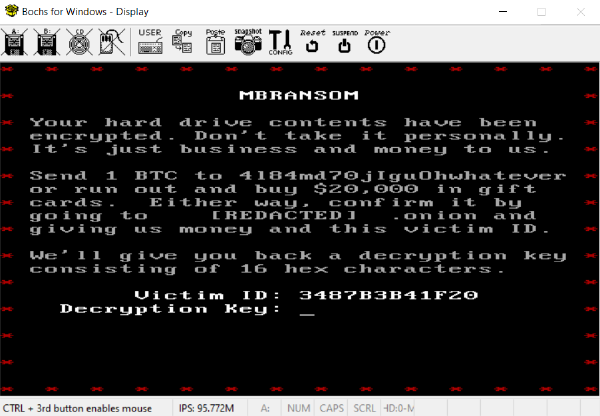 Bochs for Windows - Display
A: B: CD USER Copy Paste snapshot CONFIG Reset SUSPEND Power
MBRANSOM
Your hard drive contents have been
encrypted. Don't take it personally.
It's just business and money to us.
Send 1 BTC to 4184md70jIguOhwhatever
or run out and buy $20,000 in gift
cards. Either way, confirm it by
going to [REDACTED] .onion and
giving us money and this victim ID.
We'll give you back a decryption key
consisting of 16 hex characters.
Victim ID: 3487B3B41F20
Decryption Key: _
CTRL + 3rd button enables mouse IPS: 95.772M A: NUM CAPS SCRL HD:0-M